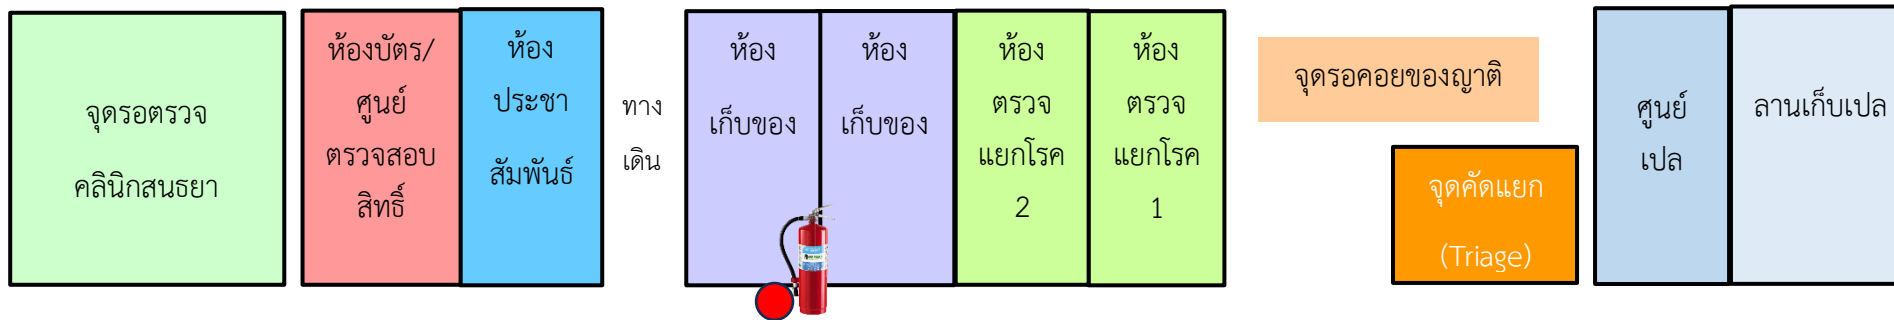 จุดรอตรวจ
คลินิกสนธยา
ห้องบัตร/
ศูนย์
ตรวจสอบ
สิทธิ์
ห้อง
ประชา
สัมพันธ์
ทาง
เดิน
ห้อง
เก็บของ
ห้อง
เก็บของ
ห้อง
ตรวจ
แยกโรค
2
ห้อง
ตรวจ
แยกโรค
1
จุดรอคอยของญาติ
จุดคัดแยก
(Triage)
ศูนย์
เปล
ลานเก็บเปล